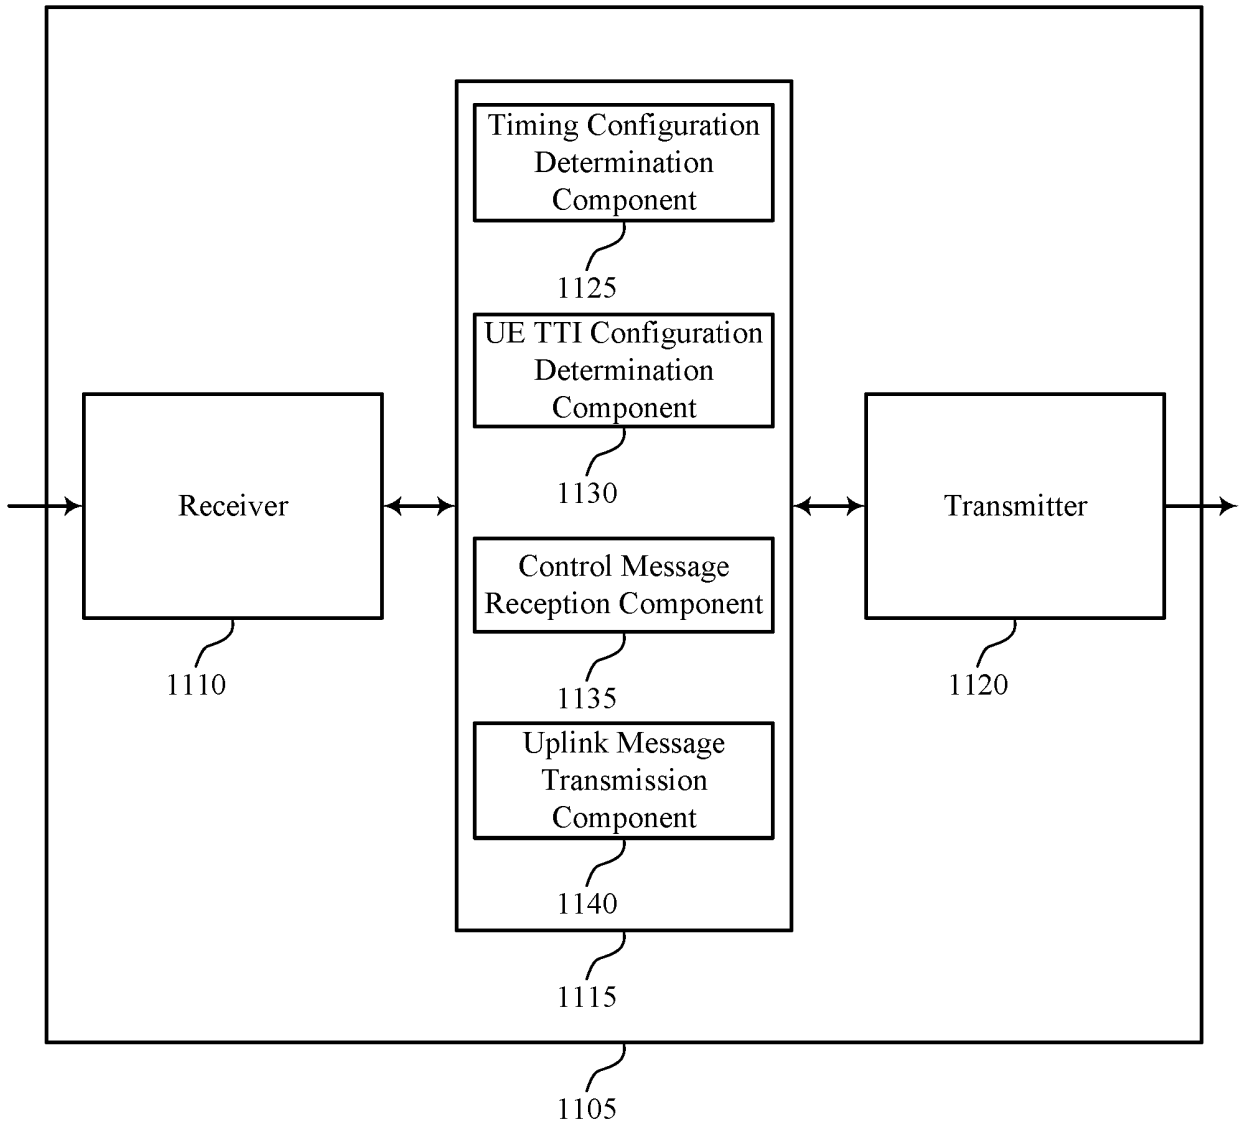 Timing Configuration
Determination
Component
1125
UE TTI Configuration
Determination
Component
1130
Receiver
1110
Control Message
Reception Component
1135
Transmitter
1120
Uplink Message
Transmission
Component
1140
1115
1105